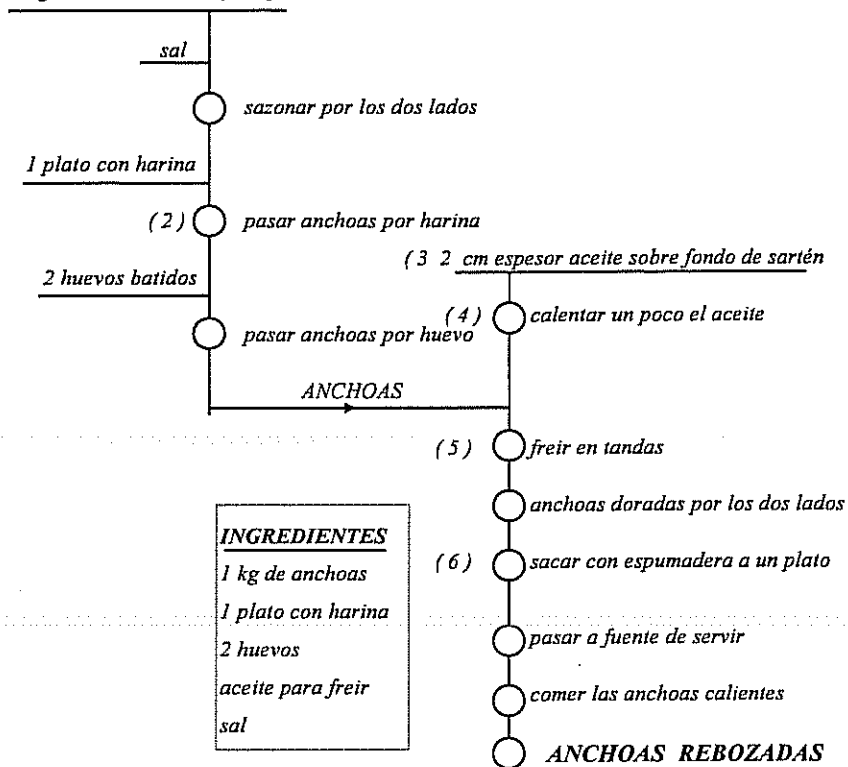 sal
sazonar por los dos lados
1 plato con harina
(2) pasar anchoas por harina
2 huevos batidos
pasar anchoas por huevo
(3 2 cm espesor aceite sobre fondo de sartén
(4) calentar un poco el aceite
ANCHOAS
(5) freir en tandas
anchoas doradas por los dos lados
(6) sacar con espumadera a un plato
pasar a fuente de servir
comer las anchoas calientes
ANCHOAS REBOZADAS
INGREDIENTES
1 kg de anchoas
1 plato con harina
2 huevos
aceite para freir
sal